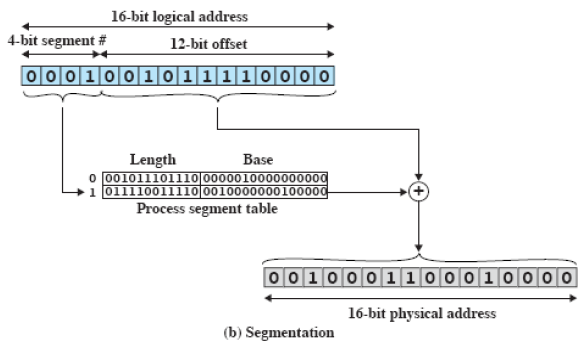 16-bit logical address
4-bit segment # 12-bit offset
0 0 0 1 0 0 1 0 1 1 1 1 0 0 0 0
Length Base
0 001011101110 0000010000000000
1 011110011110 0010000000100000
+
Process segment table
0 0 1 0 0 0 1 1 0 0 0 1 0 0 0 0
16-bit physical address
(b) Segmentation